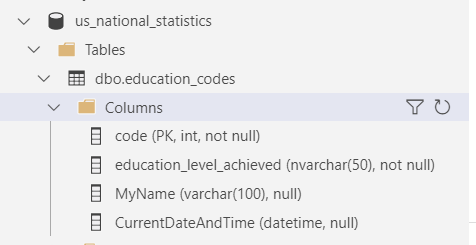 us_national_statistics
Tables
dbo.education_codes
Columns
code (PK, int, not null)
education_level_achieved (nvarchar(50), not null)
MyName (varchar(100), null)
CurrentDateAndTime (datetime, null)